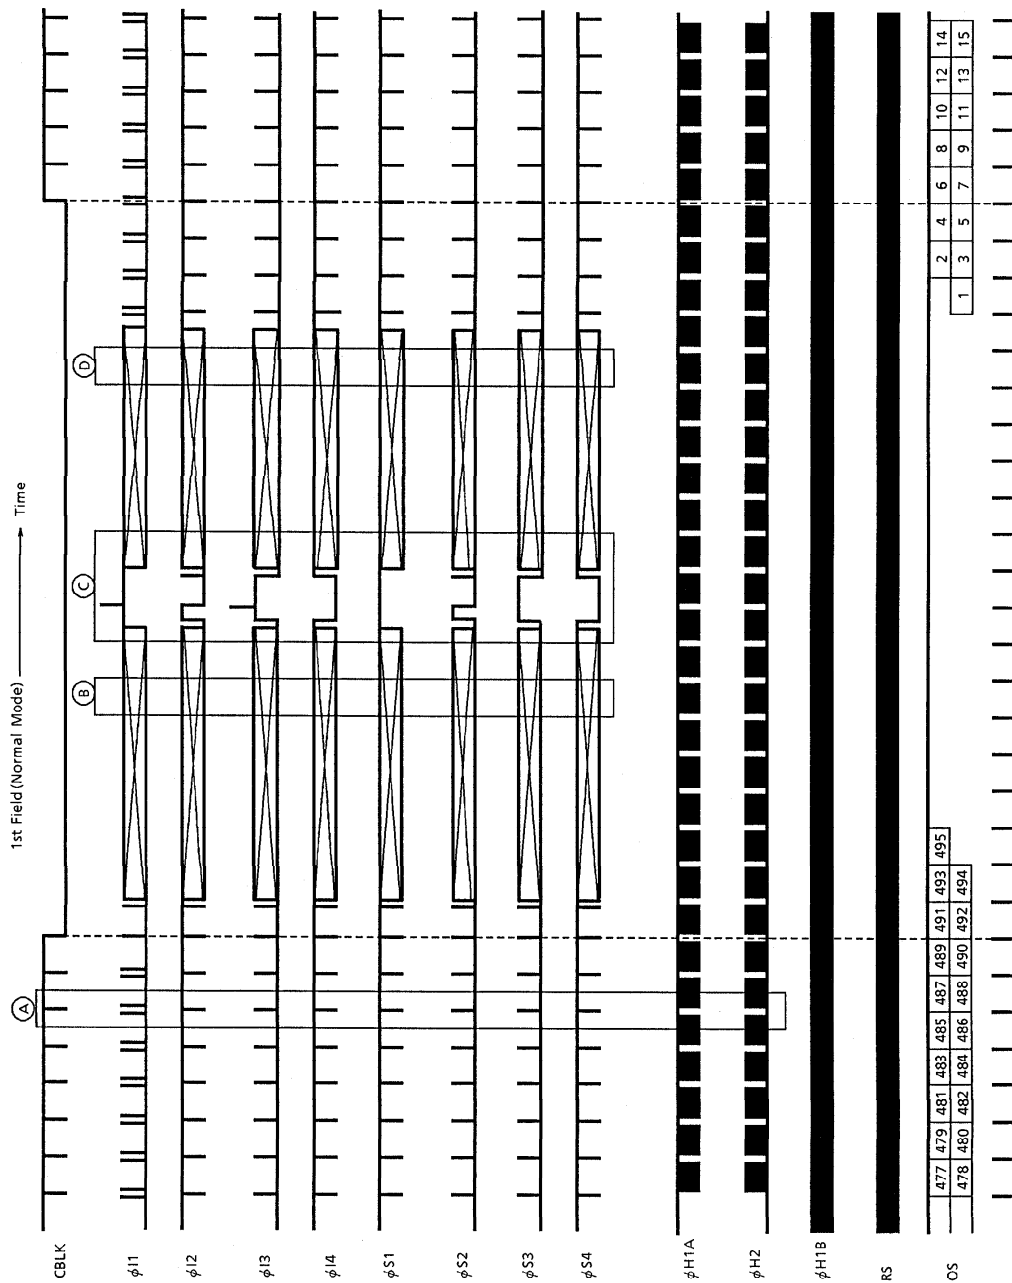 1st Field (Normal Mode) → Time
A
B
C
D
CBLK
φI1
φI2
φI3
φI4
φS1
φS2
φS3
φS4
φH1A
φH2
φH1B
RS
OS
477 479 481 483 485 487 489 491 493 495 2 4 6 8 10 12 14
478 480 482 484 486 488 490 492 494 1 3 5 7 9 11 13 15